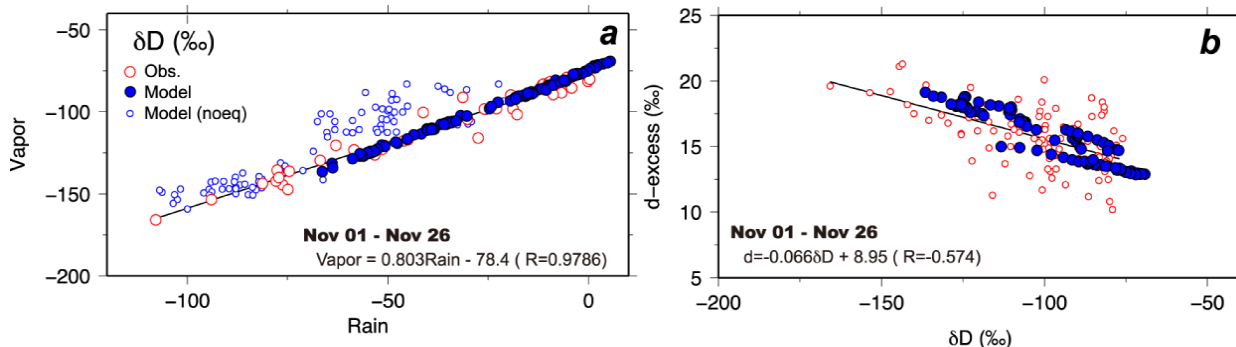 a
δD (‰)
Obs.
Model
Model (noeq)
Vapor
−50
−100
−150
−200
Nov 01 - Nov 26
Vapor = 0.803Rain - 78.4 ( R=0.9786)
−100
−50
0
Rain
b
d−excess (‰)
25
20
15
10
5
Nov 01 - Nov 26
d=-0.066δD + 8.95 ( R=-0.574)
−200
−150
−100
−50
δD (‰)